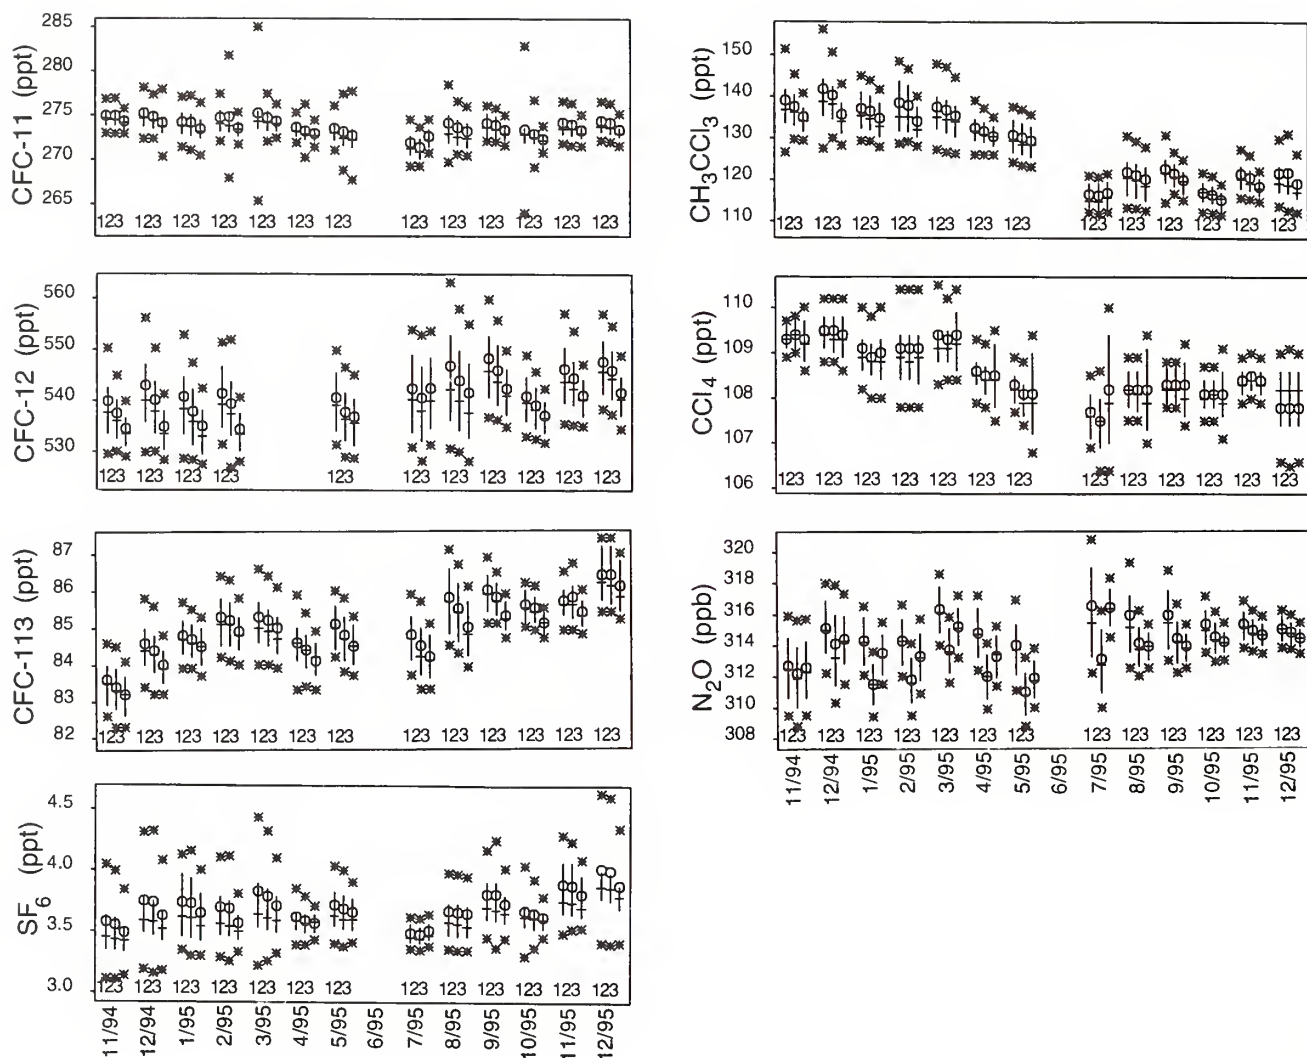 CFC-11 (ppt)
285
280
275
270
265
123 123 123 123 123 123 123 123 123 123 123 123 123
CH3CCl3 (ppt)
150
140
130
120
110
123 123 123 123 123 123 123 123 123 123 123 123 123
CFC-12 (ppt)
560
550
540
530
123 123 123 123 123 123 123 123 123 123 123
CCl4 (ppt)
110
109
108
107
106
123 123 123 123 123 123 123 123 123 123 123 123 123
CFC-113 (ppt)
87
86
85
84
83
82
123 123 123 123 123 123 123 123 123 123 123 123 123
N2O (ppb)
320
318
316
314
312
310
308
123 123 123 123 123 123 123 123 123 123 123 123 123
11/94 12/94 1/95 2/95 3/95 4/95 5/95 6/95 7/95 8/95 9/95 10/95 11/95 12/95
SF6 (ppt)
4.5
4.0
3.5
3.0
123 123 123 123 123 123 123 123 123 123 123 123 123
11/94 12/94 1/95 2/95 3/95 4/95 5/95 6/95 7/95 8/95 9/95 10/95 11/95 12/95